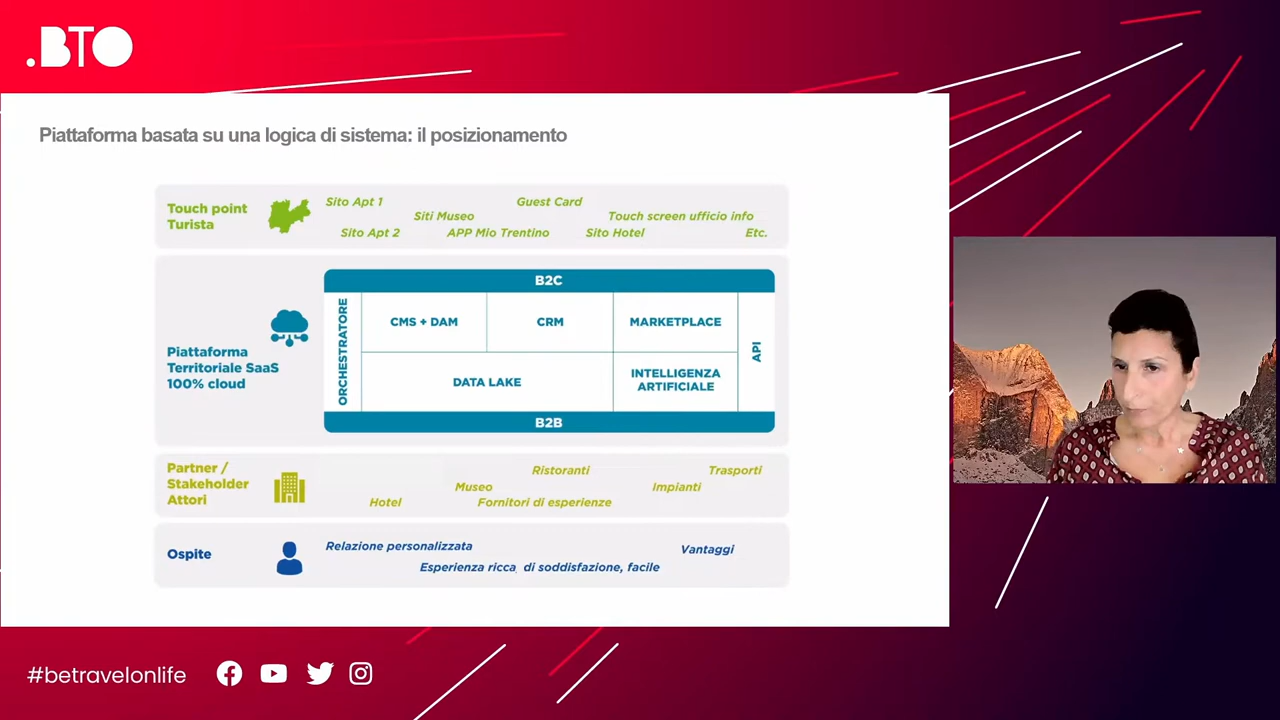 .BTO
Piattaforma basata su una logica di sistema: il posizionamento
Touch point
Turista
Sito Apt 1
Guest Card
Siti Museo
Touch screen ufficio info
Sito Apt 2
APP Mio Trentino
Sito Hotel
Etc.
Piattaforma
Territoriale SaaS
100% cloud
B2C
ORCHESTRATORE
CMS + DAM
CRM
MARKETPLACE
API
DATA LAKE
INTELLIGENZA
ARTIFICIALE
B2B
Partner /
Stakeholder
Attori
Ristoranti
Trasporti
Museo
Impianti
Hotel
Fornitori di esperienze
Ospite
Relazione personalizzata
Vantaggi
Esperienza ricca, di soddisfazione, facile
#betravelonlife